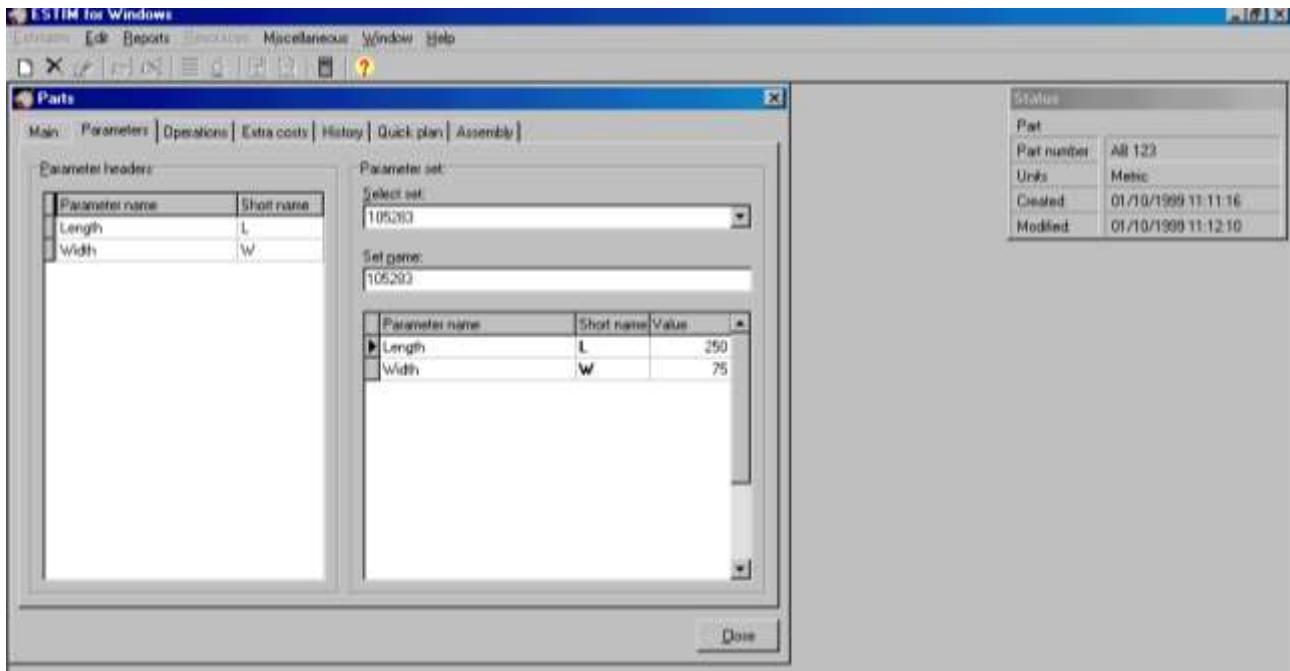 ESTIM for Windows
Edit Reports Miscellaneous Window Help
Parts
Main Parameters Operations Extra costs History Quick plan Assembly
Parameter headers
Parameter name Short name
Length L
Width W
Parameter set:
Select set:
105283
Set name:
105283
Parameter name Short name Value
Length L 250
Width W 75
Close
Status
Part
Part number AB 123
Units Metric
Created 01/10/1999 11:11:16
Modified 01/10/1999 11:12:10